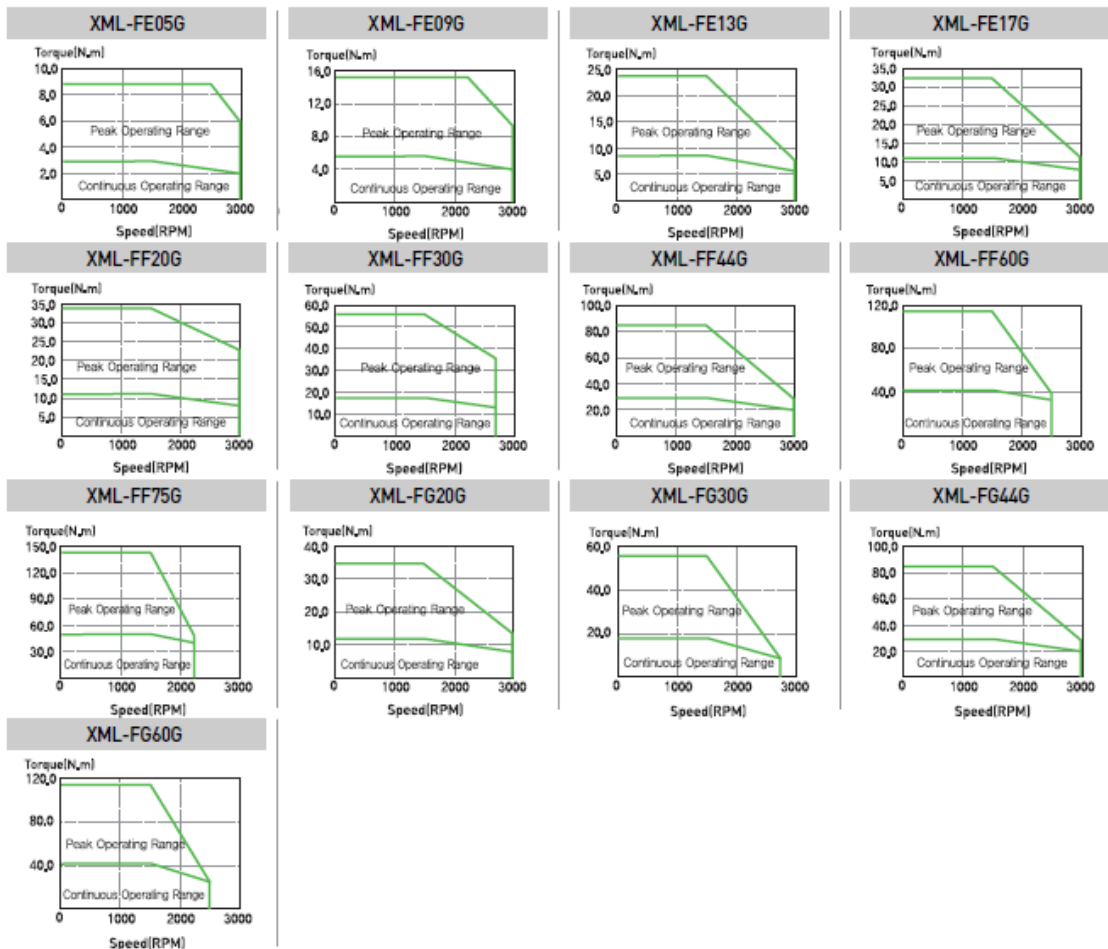 XML-FE05G
Torque(N.m)
10.0
8.0
6.0
4.0
2.0
Peak Operating Range
Continuous Operating Range
0 1000 2000 3000
Speed(RPM)
XML-FE09G
Torque(N.m)
16.0
12.0
8.0
4.0
Peak Operating Range
Continuous Operating Range
0 1000 2000 3000
Speed(RPM)
XML-FE13G
Torque(N.m)
25.0
20.0
15.0
10.0
5.0
Peak Operating Range
Continuous Operating Range
0 1000 2000 3000
Speed(RPM)
XML-FE17G
Torque(N.m)
35.0
30.0
25.0
20.0
15.0
10.0
5.0
Peak Operating Range
Continuous Operating Range
0 1000 2000 3000
Speed(RPM)
XML-FF20G
Torque(N.m)
35.0
30.0
25.0
20.0
15.0
10.0
5.0
Peak Operating Range
Continuous Operating Range
0 1000 2000 3000
Speed(RPM)
XML-FF30G
Torque(N.m)
60.0
50.0
40.0
30.0
20.0
10.0
Peak Operating Range
Continuous Operating Range
0 1000 2000 3000
Speed(RPM)
XML-FF44G
Torque(N.m)
100.0
80.0
60.0
40.0
20.0
Peak Operating Range
Continuous Operating Range
0 1000 2000 3000
Speed(RPM)
XML-FF60G
Torque(N.m)
120.0
80.0
40.0
Peak Operating Range
Continuous Operating Range
0 1000 2000 3000
Speed(RPM)
XML-FF75G
Torque(N.m)
150.0
120.0
90.0
60.0
30.0
Peak Operating Range
Continuous Operating Range
0 1000 2000 3000
Speed(RPM)
XML-FG20G
Torque(N.m)
40.0
30.0
20.0
10.0
Peak Operating Range
Continuous Operating Range
0 1000 2000 3000
Speed(RPM)
XML-FG30G
Torque(N.m)
60.0
40.0
20.0
Peak Operating Range
Continuous Operating Range
0 1000 2000 3000
Speed(RPM)
XML-FG44G
Torque(N.m)
100.0
80.0
60.0
40.0
20.0
Peak Operating Range
Continuous Operating Range
0 1000 2000 3000
Speed(RPM)
XML-FG60G
Torque(N.m)
120.0
80.0
40.0
Peak Operating Range
Continuous Operating Range
0 1000 2000 3000
Speed(RPM)